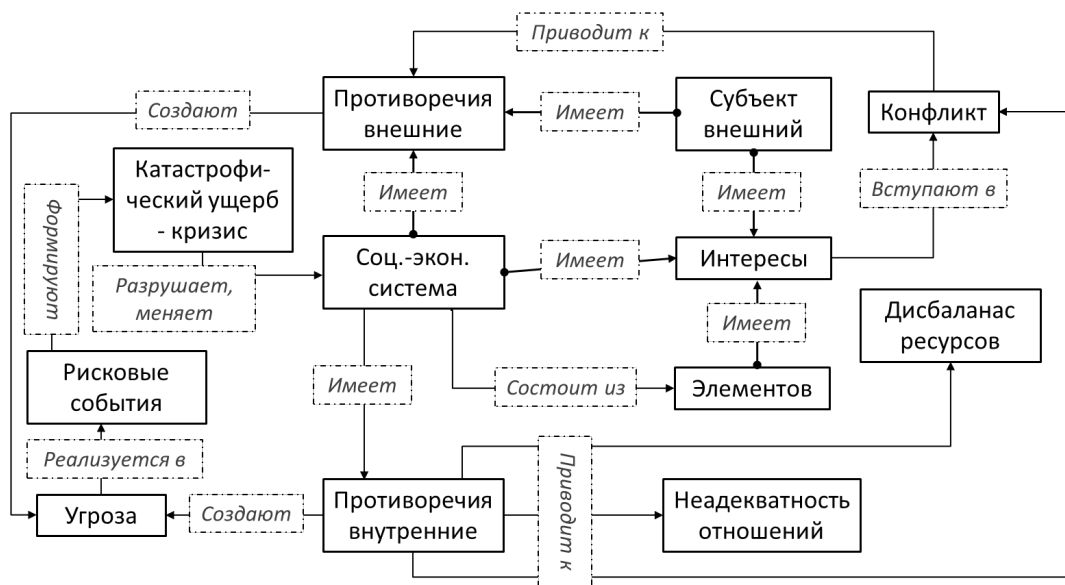 Приводит к
Создают
Противоречия
внешние
Имеет
Субъект
внешний
Конфликт
Катастрофи-
ческий ущерб
- кризис
Имеет
Имеет
Вступают в
Формируют
Соц.-экон.
система
Имеет
Интересы
Разрушает,
меняет
Имеет
Дисбаланас
ресурсов
Рисковые
события
Имеет
Состоит из
Элементов
Реализуется в
Приводит
к
Угроза
Создают
Противоречия
внутренние
Неадекватность
отношений